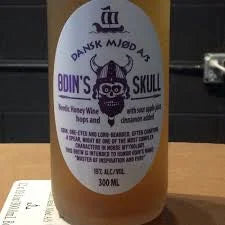 DANSK MJØD A/S
ØDIN'S SKULL
Nordic Honey Wine with sour apple juice
hops and cinnamon added
ODIN, ONE-EYED AND LONG-BEARDED, OFTEN CARRYING
A SPEAR, MIGHT BE ONE OF THE MOST COMPLEX
CHARACTERS IN NORSE MYTHOLOGY.
THIS BREW IS INTENDED TO HONOR ODIN'S NAME:
"MASTER OF INSPIRATION AND FURY"
ALC/VOL
300 ML